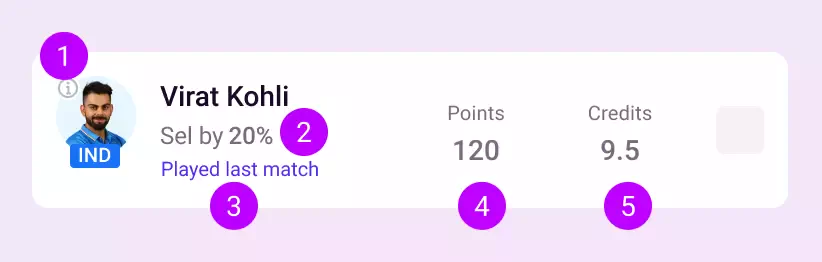 1
i
IND
Virat Kohli
Sel by 20%
2
Played last match
3
Points
120
4
Credits
9.5
5